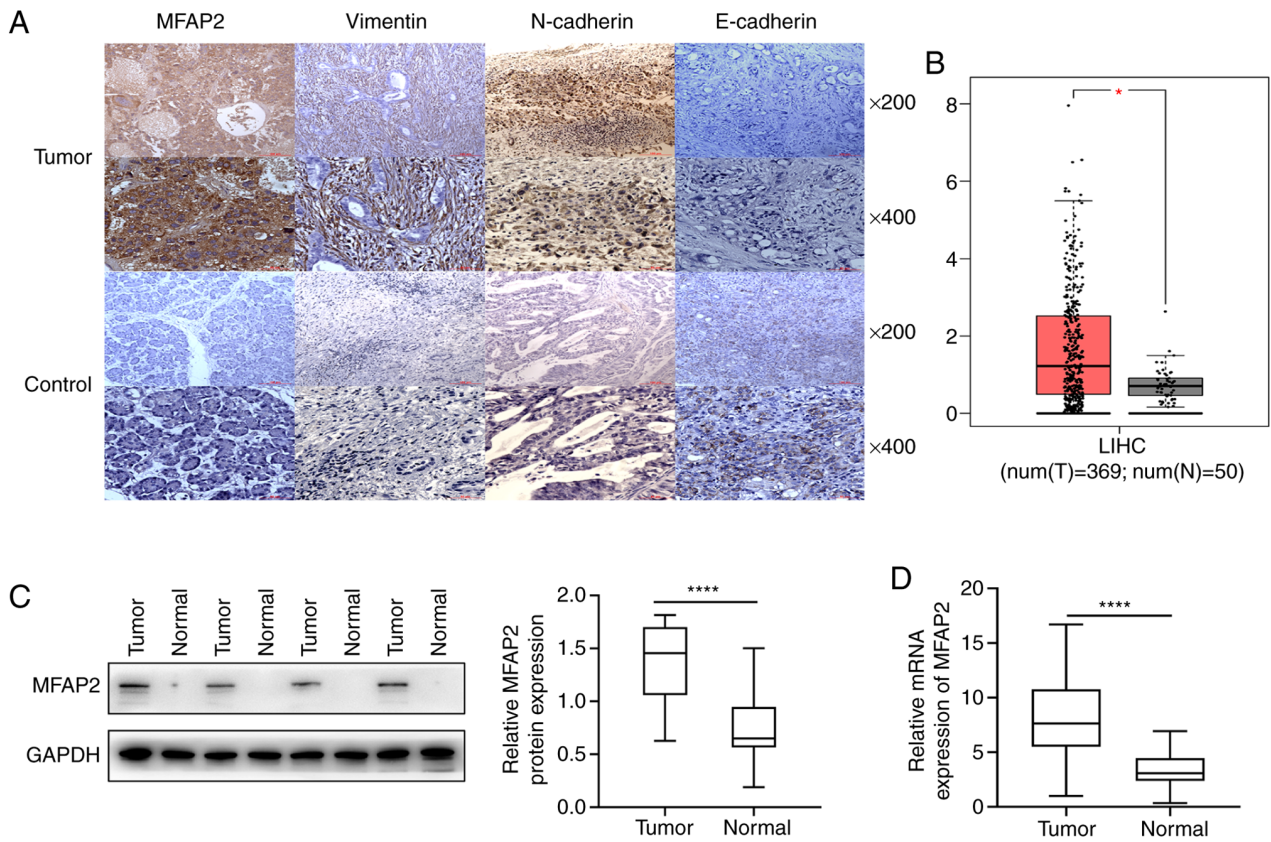 A
MFAP2 Vimentin N-cadherin E-cadherin
Tumor
×200
×400
Control
×200
×400
B
8
6
4
2
0
*
LIHC
(num(T)=369; num(N)=50)
C
Tumor Normal Tumor Normal Tumor Normal Tumor Normal
MFAP2
GAPDH
Relative MFAP2
protein expression
2.0
1.5
1.0
0.5
0.0
****
Tumor Normal
D
Relative mRNA
expression of MFAP2
20
15
10
5
0
****
Tumor Normal